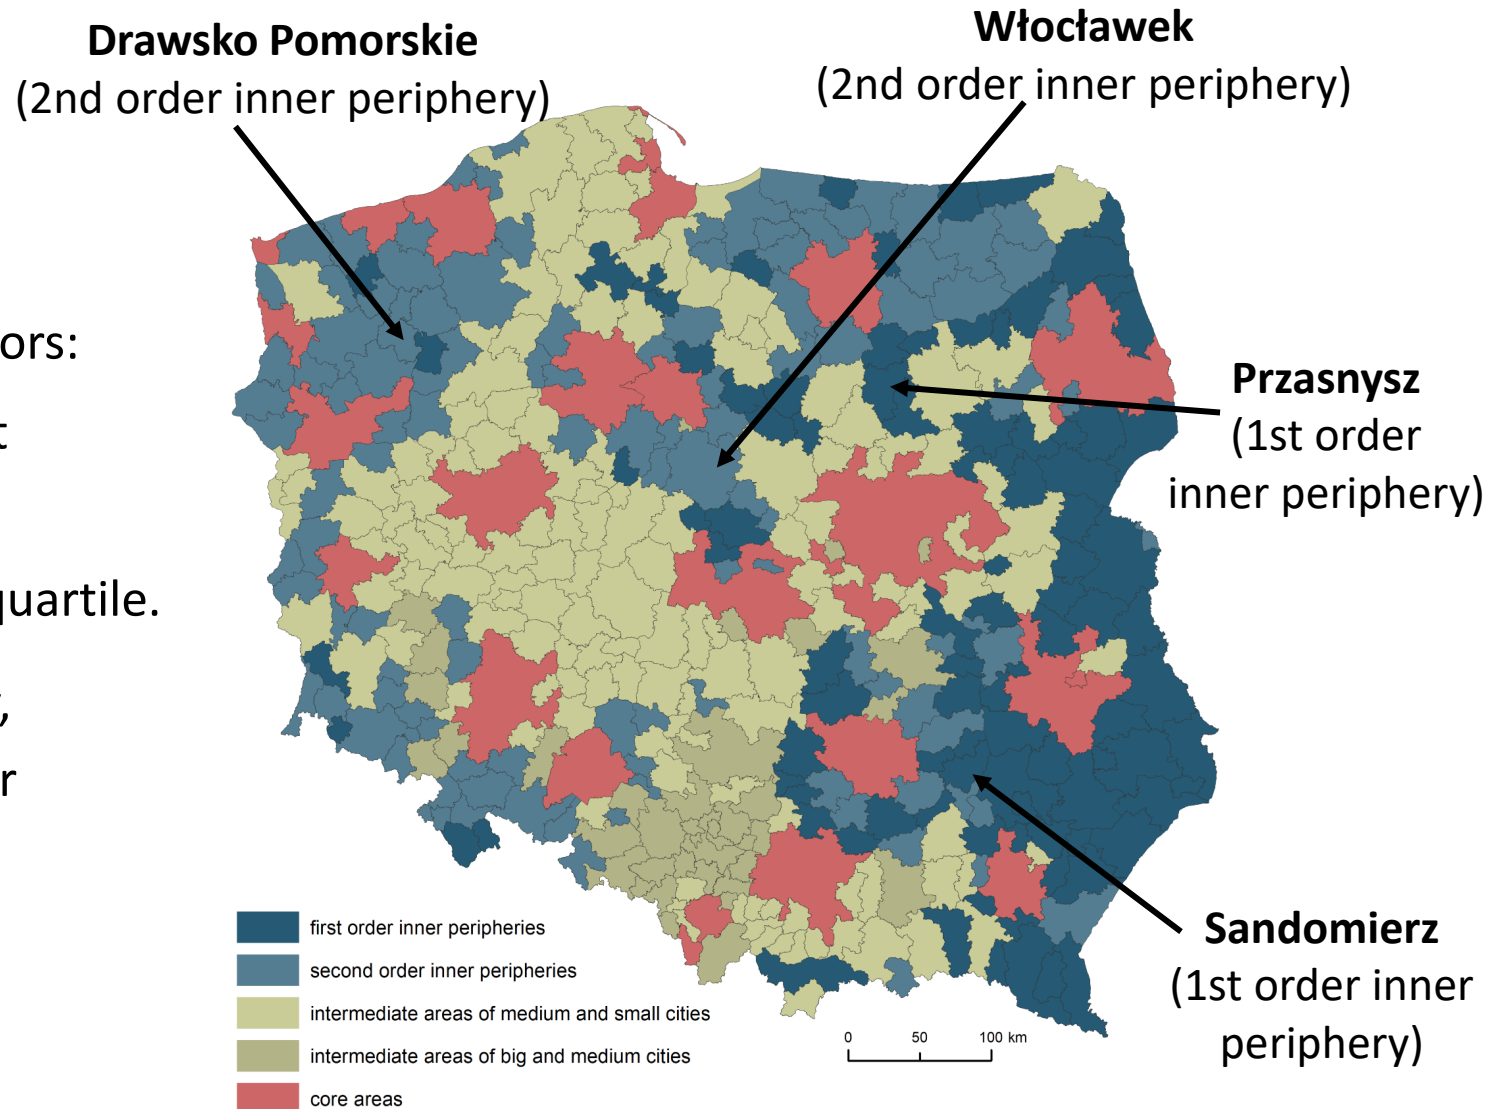 Drawsko Pomorskie
(2nd order inner periphery)
Włocławek
(2nd order inner periphery)
ors:
t
quartile.
,
r
Przasnysz
(1st order
inner periphery)
Sandomierz
(1st order inner
periphery)
first order inner peripheries
second order inner peripheries
intermediate areas of medium and small cities
intermediate areas of big and medium cities
core areas
0 50 100 km